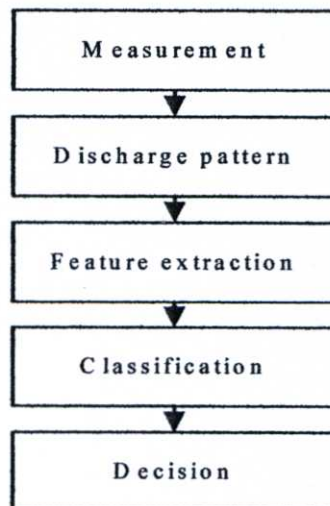 Measurement
Discharge pattern
Feature extraction
Classification
Decision